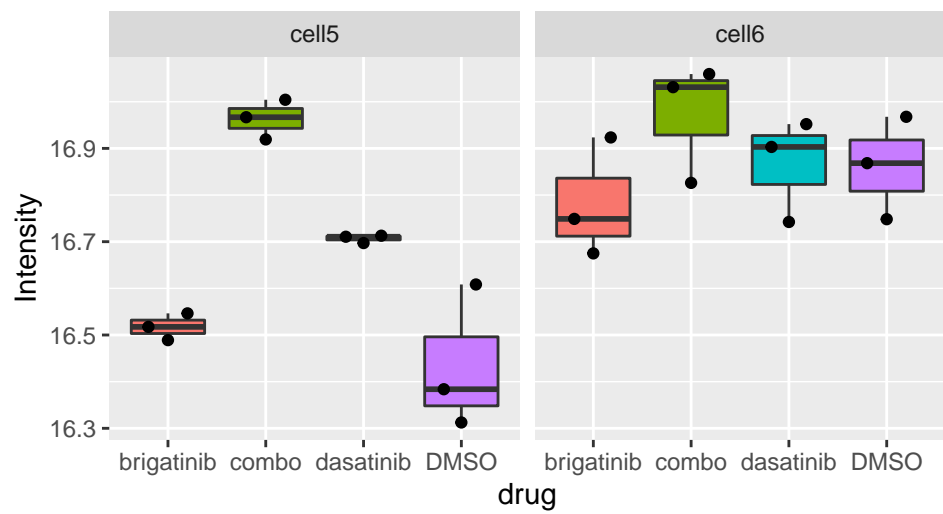 cell5 cell6
Intensity
16.9
16.7
16.5
16.3
brigatinib combo dasatinib DMSO brigatinib combo dasatinib DMSO
drug